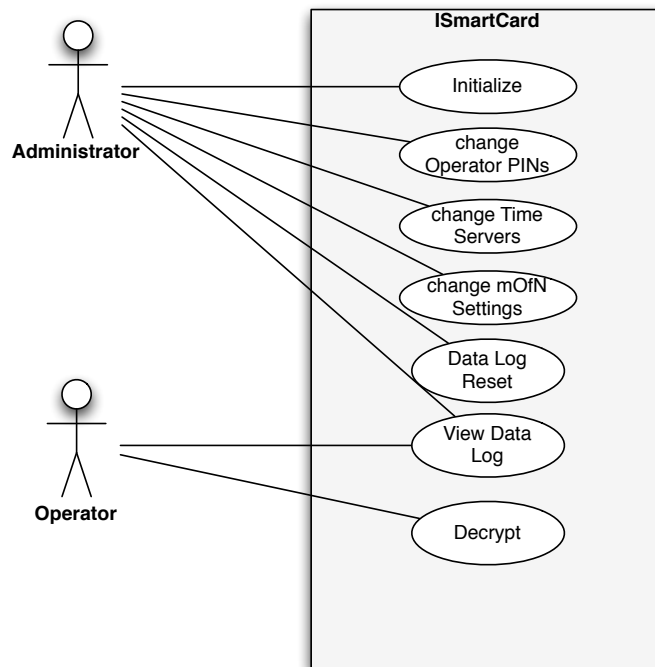 ISmartCard
Initialize
Administrator
change
Operator PINs
change Time
Servers
change mOfN
Settings
Data Log
Reset
View Data
Log
Operator
Decrypt